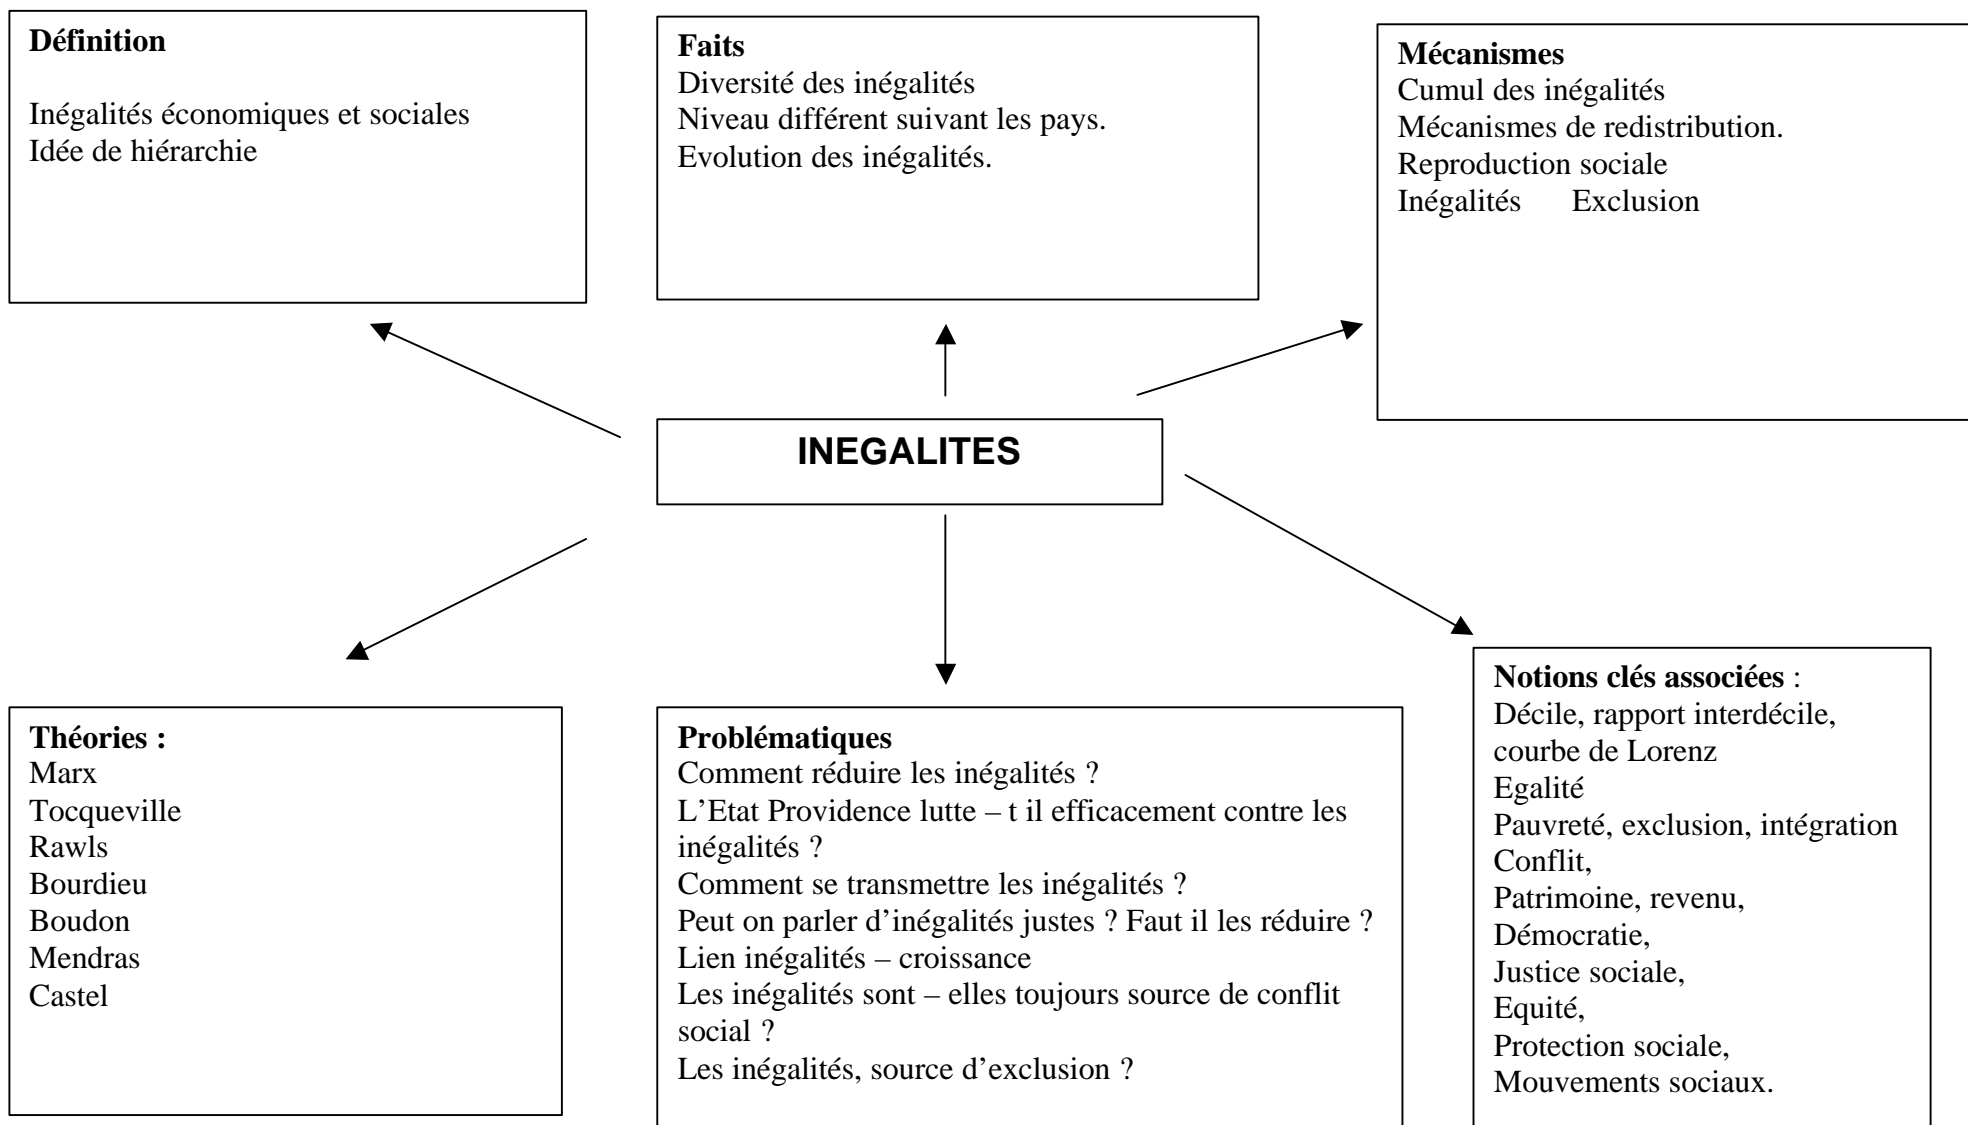 Définition
Inégalités économiques et sociales
Idée de hiérarchie
Faits
Diversité des inégalités
Niveau différent suivant les pays.
Evolution des inégalités.
Mécanismes
Cumul des inégalités
Mécanismes de redistribution.
Reproduction sociale
Inégalités Exclusion
INEGALITES
Théories :
Marx
Tocqueville
Rawls
Bourdieu
Boudon
Mendras
Castel
Problématiques
Comment réduire les inégalités ?
L’Etat Providence lutte – t il efficacement contre les
inégalités ?
Comment se transmettre les inégalités ?
Peut on parler d’inégalités justes ? Faut il les réduire ?
Lien inégalités – croissance
Les inégalités sont – elles toujours source de conflit
social ?
Les inégalités, source d’exclusion ?
Notions clés associées :
Décile, rapport interdécile,
courbe de Lorenz
Egalité
Pauvreté, exclusion, intégration
Conflit,
Patrimoine, revenu,
Démocratie,
Justice sociale,
Equité,
Protection sociale,
Mouvements sociaux.